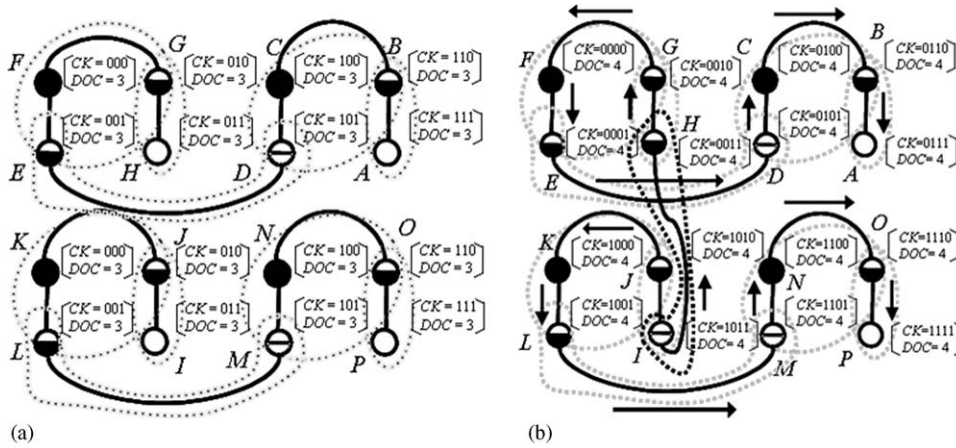 F
G
C
B
[CK = 000
DOC = 3]
[CK = 010
DOC = 3]
[CK = 100
DOC = 3]
[CK = 110
DOC = 3]
[CK = 001
DOC = 3]
[CK = 011
DOC = 3]
[CK = 101
DOC = 3]
[CK = 111
DOC = 3]
E
H
D
A
K
J
N
O
[CK = 000
DOC = 3]
[CK = 010
DOC = 3]
[CK = 100
DOC = 3]
[CK = 110
DOC = 3]
[CK = 001
DOC = 3]
[CK = 011
DOC = 3]
[CK = 101
DOC = 3]
[CK = 111
DOC = 3]
L
I
M
P
(a)
F
G
C
B
[CK=0000
DOC= 4]
[CK=0010
DOC= 4]
[CK=0100
DOC= 4]
[CK=0110
DOC= 4]
[CK=0001
DOC= 4]
H
[CK=0011
DOC= 4]
[CK=0101
DOC= 4]
[CK=0111
DOC= 4]
E
D
A
K
J
N
O
[CK=1000
DOC= 4]
[CK=1010
DOC= 4]
[CK=1100
DOC= 4]
[CK=1110
DOC= 4]
[CK=1001
DOC= 4]
[CK=1011
DOC= 4]
[CK=1101
DOC= 4]
[CK=1111
DOC= 4]
L
I
M
P
(b)